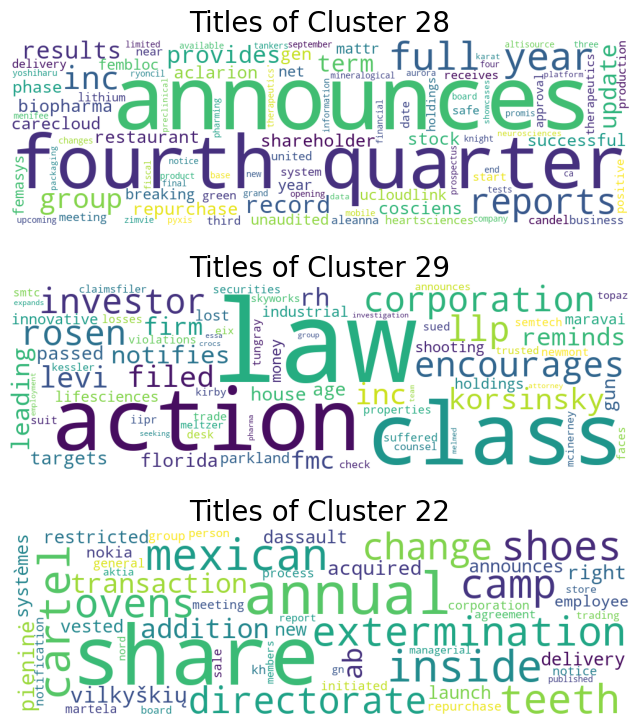 Titles of Cluster 28
results limited near delivery fembloc provides available tankers gen september net mattr term full karat four year altisource three
yoshiharu ryoncil phase inc aclarion mineralogical aurora receives platform update production
biopharma lithium announces therapeutics information financial date holdings board safe showcases promis approval therapeutics
menifee carecloud preclinical pharming restaurant shareholder stock neurosciences successful
femasys packaging changes fourth quarter notice united system knight prospectus end start positive
group fiscal product base new year ucloudlink tests ca reports
breaking final green grand opening data record mobile cosciens
upcoming meeting repurchase zimvie pyxis third unaudited aleanna heartsciences company candel business
Titles of Cluster 29
smtc claimsfiler securities rh corporation announces topaz
expands investor skyworks industrial llp semtech maravai
innovative losses firm lost law sued reminds
rosen violations eix essa group investigation shooting trusted newmont
opassed notifies crocs tungray money encourages
kessler levi filed house age inc holdings gun
leading employment lifesciences kirby action properties class korsinsky attorney
suit iipr trade meltzer desk pharma suffered counsel team melmed mcinerney faces
targets seeking florida parkland fmc check
Titles of Cluster 22
restricted group person dassault change shoes
systèmes nokia general mexican acquired announces right
aktia transaction process annual camp store employee
cartel ovens meeting corporation agreement trading
pieninė notification vested addition report new extermination
nord share sale members ab managerial inside delivery
vilkyškių kh gn initiated launch notice teeth
martela board directorate repurchase published